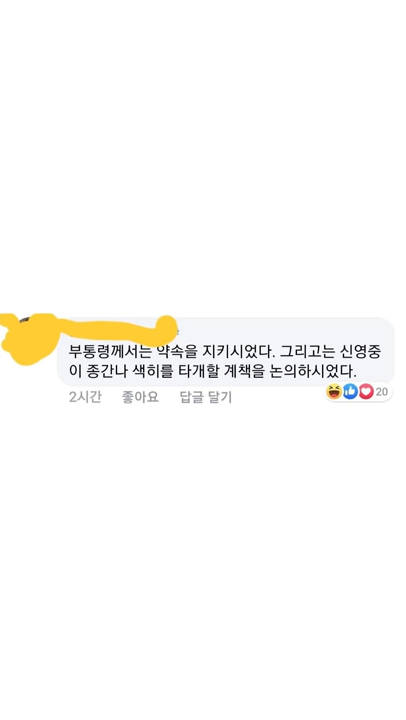 부통령께서는 약속을 지키시었다. 그리고는 신영중
이 종간나 색히를 타개할 계책을 논의하시었다.
2시간 좋아요 답글 달기 20